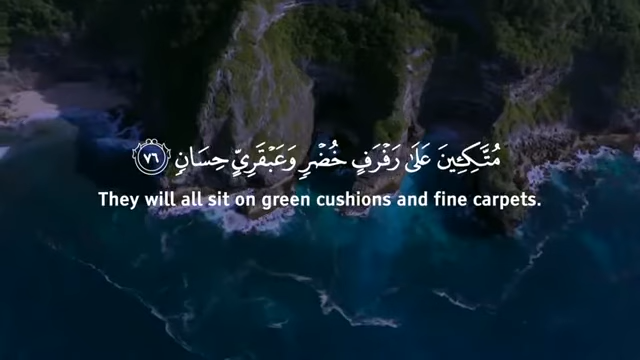 مُتَّكِـِٔينَ عَلَىٰ رَفْرَفٍ خُضْرٍ وَعَبْقَرِيٍّ حِسَانٍ ٧٦
They will all sit on green cushions and fine carpets.